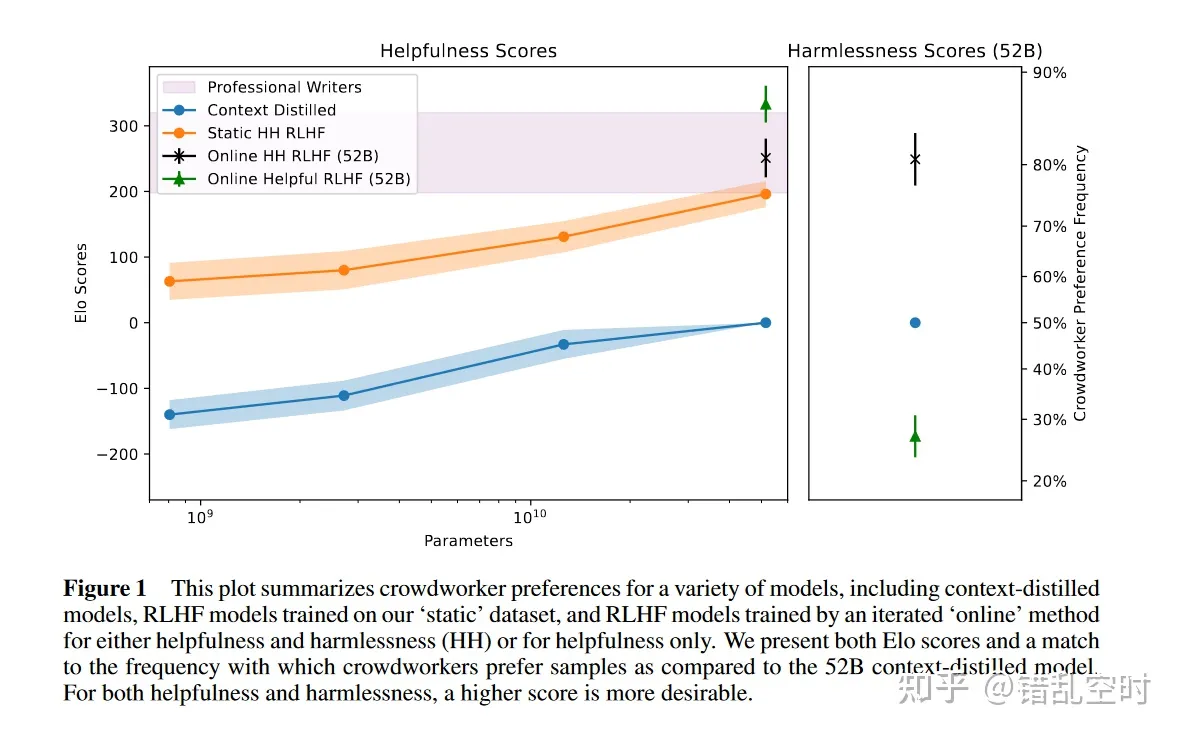 Helpfulness Scores
Harmlessness Scores (52B)
Professional Writers
Context Distilled
Static HH RLHF
Online HH RLHF (52B)
Online Helpful RLHF (52B)
300
200
100
0
−100
−200
Elo Scores
10⁹
10¹⁰
Parameters
90%
80%
70%
60%
50%
40%
30%
20%
Crowdworker Preference Frequency
Figure 1 This plot summarizes crowdworker preferences for a variety of models, including context-distilled
models, RLHF models trained on our ‘static’ dataset, and RLHF models trained by an iterated ‘online’ method
for either helpfulness and harmlessness (HH) or for helpfulness only. We present both Elo scores and a match
to the frequency with which crowdworkers prefer samples as compared to the 52B context-distilled model.
For both helpfulness and harmlessness, a higher score is more desirable.
知乎 @错乱空时